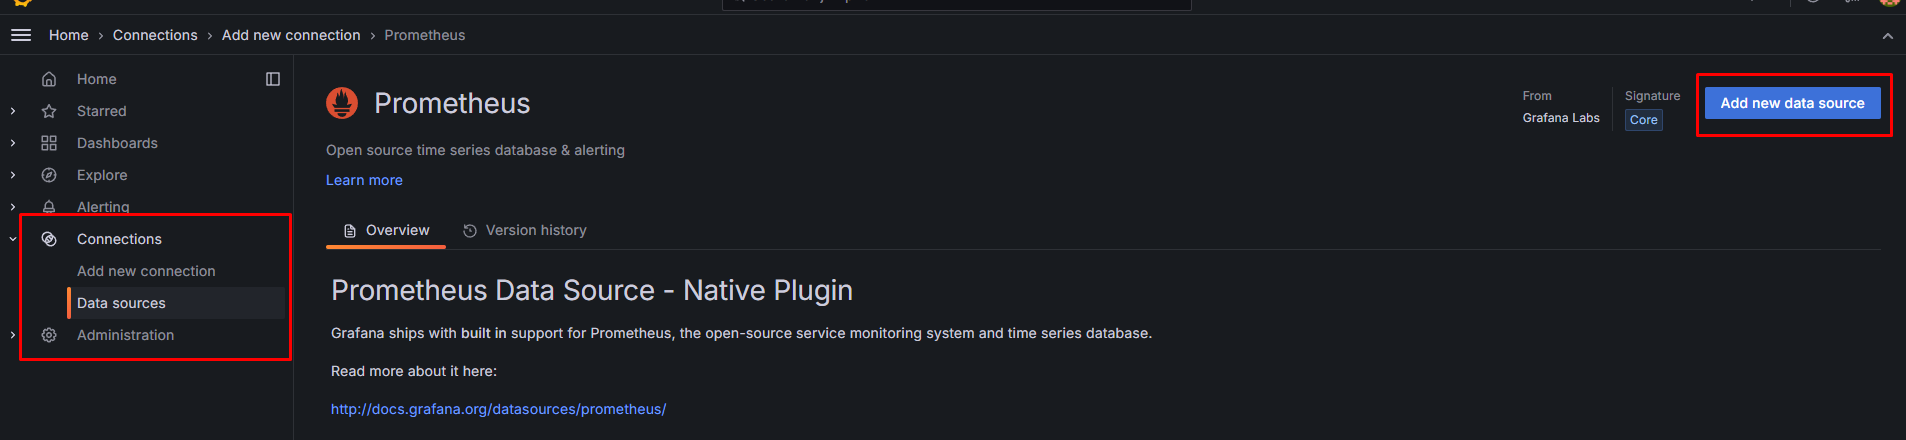 Home › Connections › Add new connection › Prometheus
Home
Starred
Dashboards
Explore
Alerting
Connections
Add new connection
Data sources
Administration
Prometheus
From
Grafana Labs
Signature
Core
Add new data source
Open source time series database & alerting
Learn more
Overview
Version history
Prometheus Data Source - Native Plugin
Grafana ships with built in support for Prometheus, the open-source service monitoring system and time series database.
Read more about it here:
http://docs.grafana.org/datasources/prometheus/